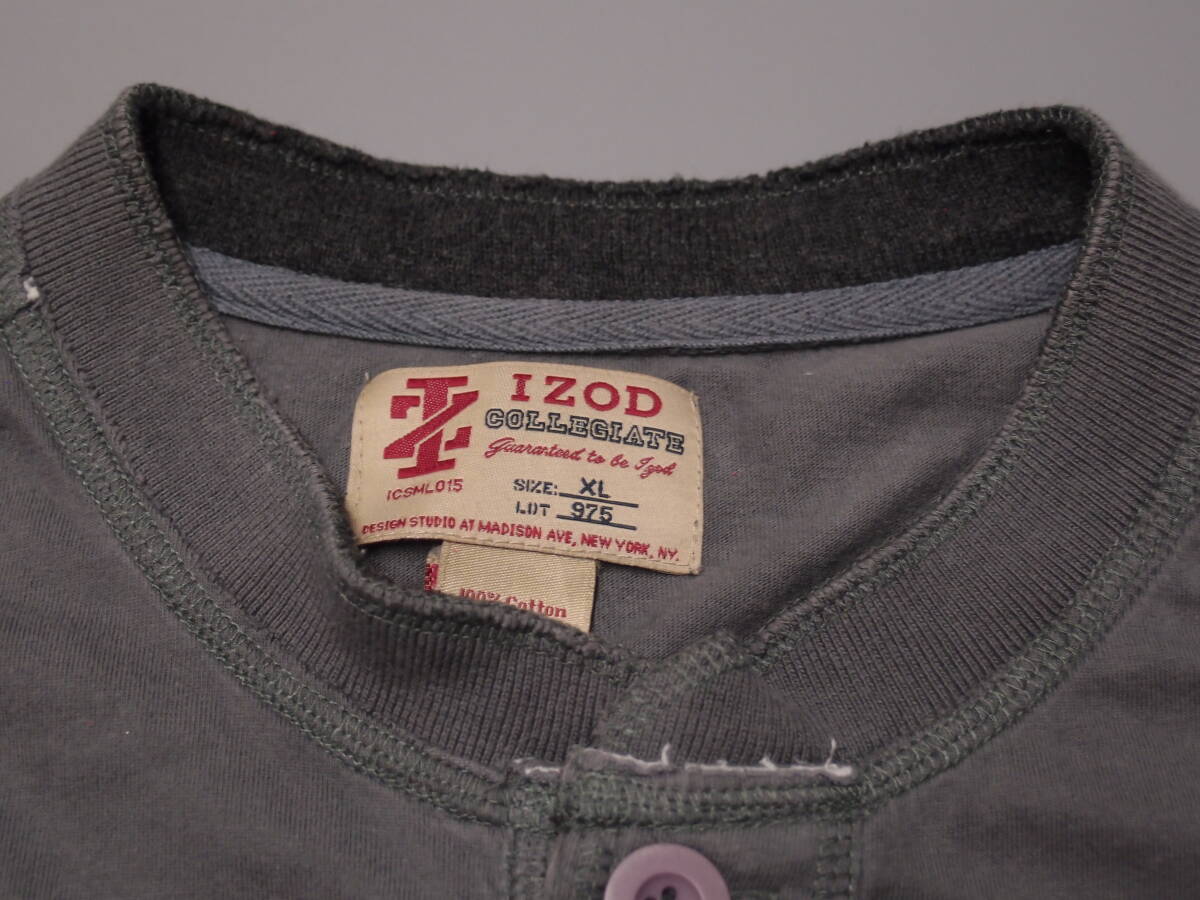 IZOD
COLLEGIATE
Guaranteed to be Izod
ICSML015
SIZE: XL
LOT 975
DESIGN STUDIO AT MADISON AVE, NEW YORK, NY.
100% Cotton